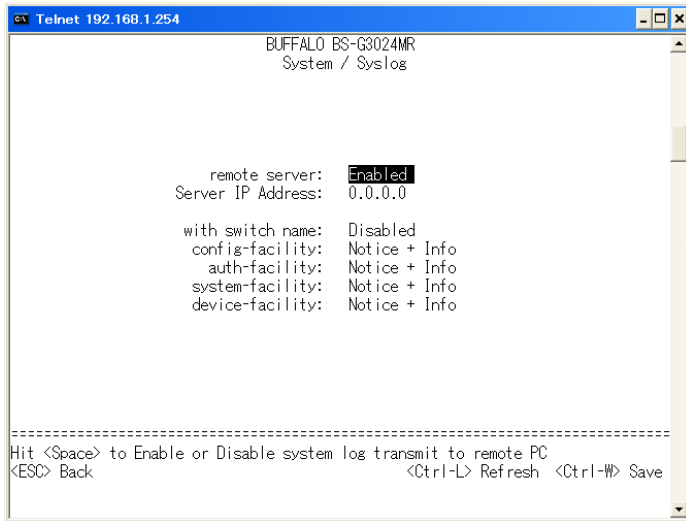 Telnet 192.168.1.254
BUFFALO BS-G3024MR
System / Syslog
remote server: Enabled
Server IP Address: 0.0.0.0
with switch name: Disabled
config-facility: Notice + Info
auth-facility: Notice + Info
system-facility: Notice + Info
device-facility: Notice + Info
================================================================================
Hit <Space> to Enable or Disable system log transmit to remote PC
<ESC> Back <Ctrl-L> Refresh <Ctrl-W> Save